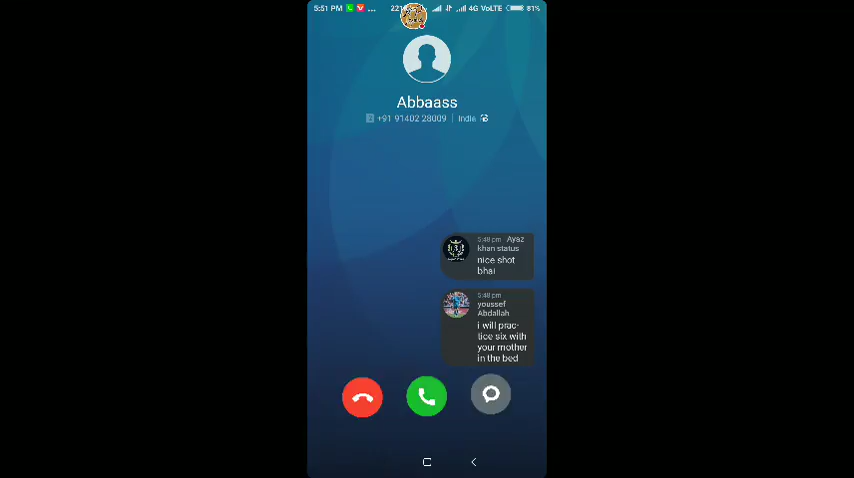 5:51 PM ... 4G VoLTE 81%
Abbaass
2 +91 91402 28009 | India
5:48 pm Ayaz
khan status
nice shot
bhai
5:48 pm
youssef
Abdallah
i will prac-
tice six with
your mother
in the bed